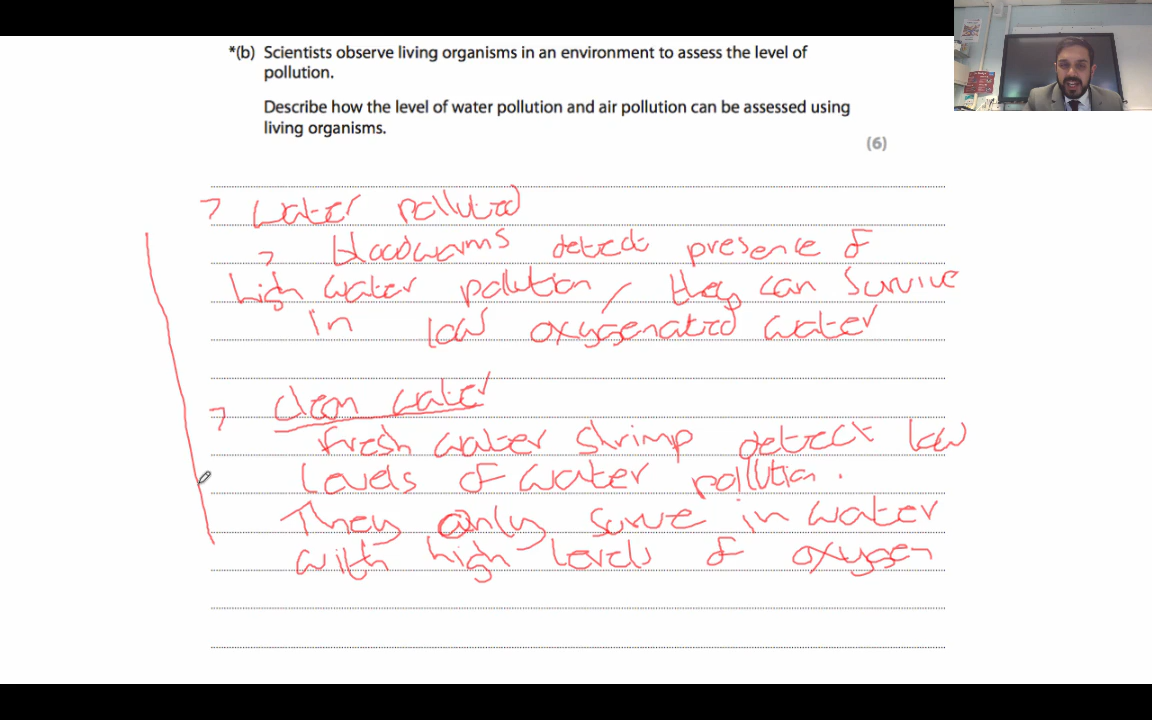 *(b) Scientists observe living organisms in an environment to assess the level of
pollution.
Describe how the level of water pollution and air pollution can be assessed using
living organisms.
(6)
→ water polluted
→ bloodworms detect presence of
high water pollution, they can survive
in low oxygenated water
→ clean water
fresh water shrimp detect low
levels of water pollution.
They only surve in water
with high levels of oxygen